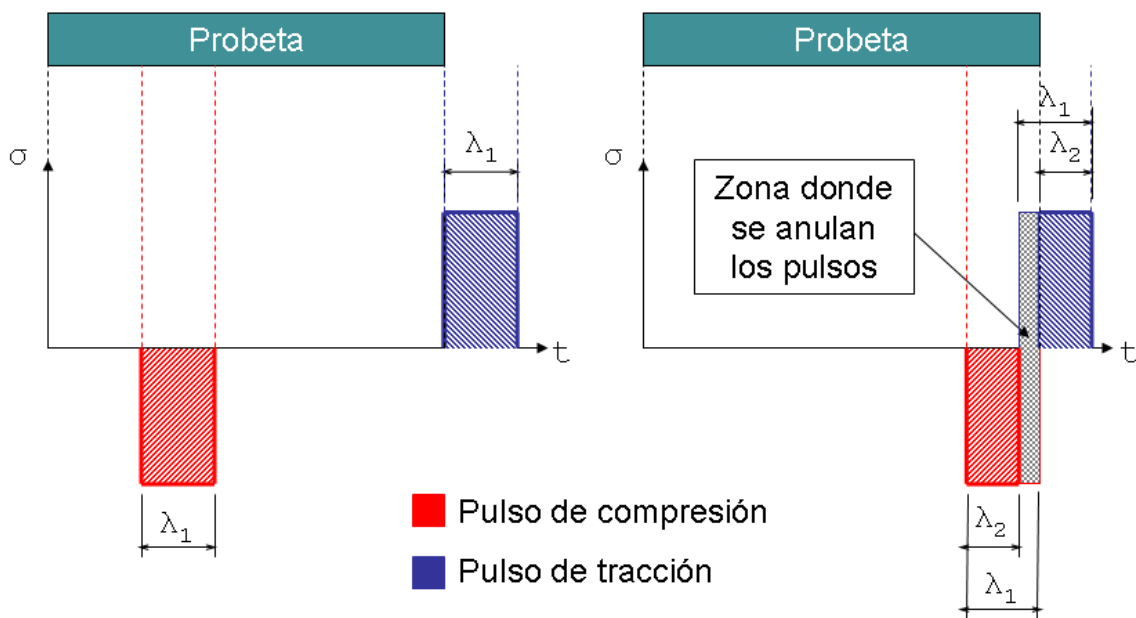 Probeta
σ
λ1
t
λ1
Probeta
σ
λ1
λ2
Zona donde
se anulan
los pulsos
t
λ2
λ1
Pulso de compresión
Pulso de tracción